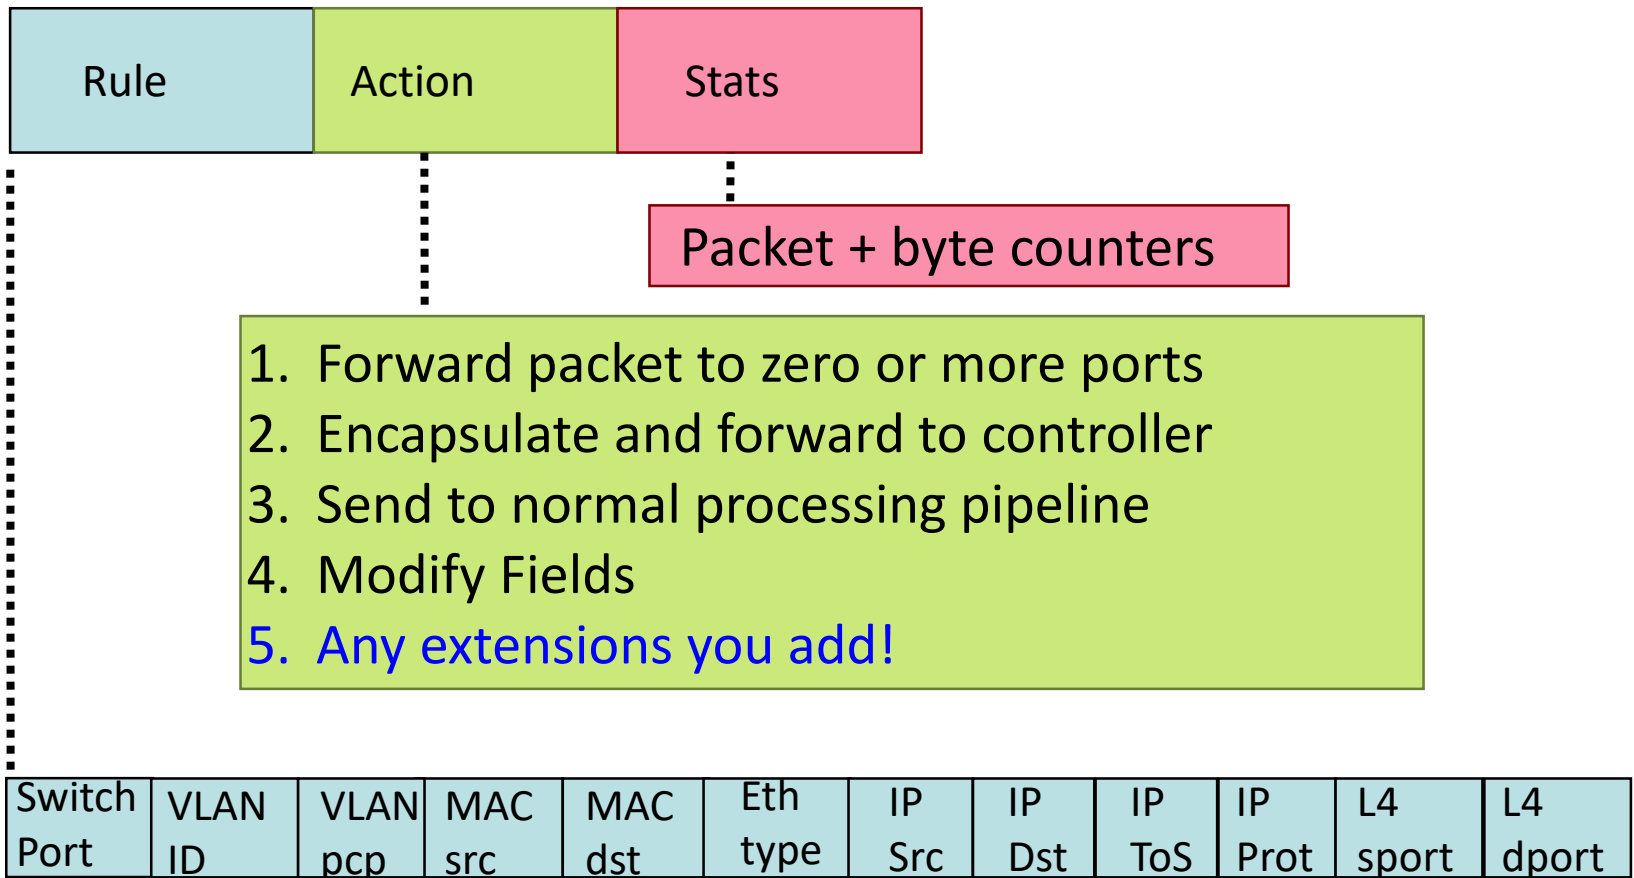 Rule Action Stats
Packet + byte counters
1. Forward packet to zero or more ports
2. Encapsulate and forward to controller
3. Send to normal processing pipeline
4. Modify Fields
5. Any extensions you add!
Switch
Port
VLAN
ID
VLAN
pcp
MAC
src
MAC
dst
Eth
type
IP
Src
IP
Dst
IP
ToS
IP
Prot
L4
sport
L4
dport